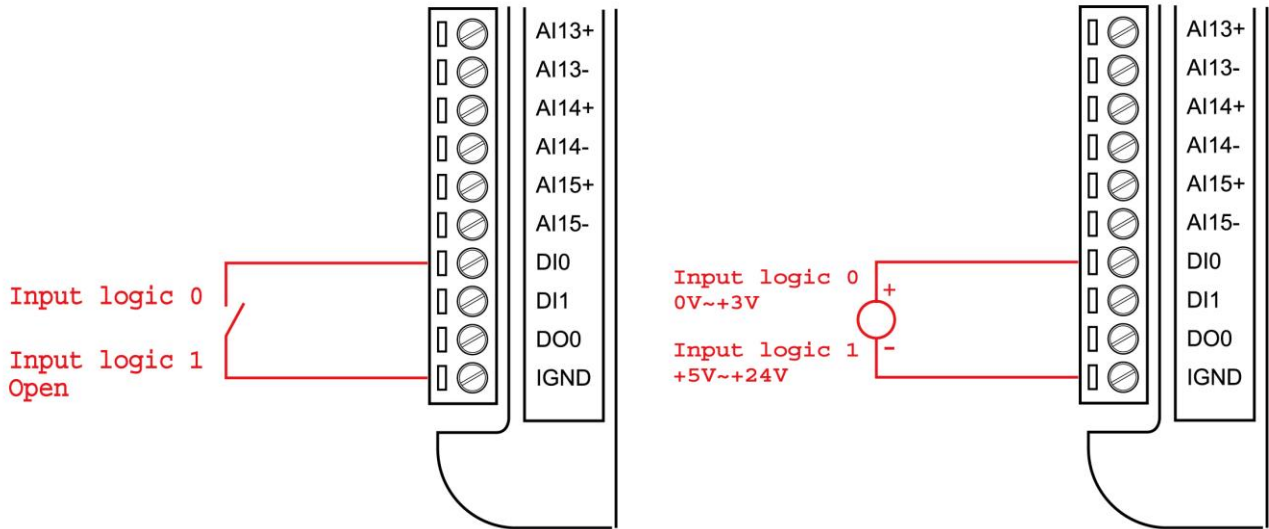 AI13+
AI13-
AI14+
AI14-
AI15+
AI15-
DI0
DI1
DO0
IGND
Input logic 0
Input logic 1
Open
AI13+
AI13-
AI14+
AI14-
AI15+
AI15-
DI0
DI1
DO0
IGND
Input logic 0
0V~+3V
+
Input logic 1
+5V~+24V
-